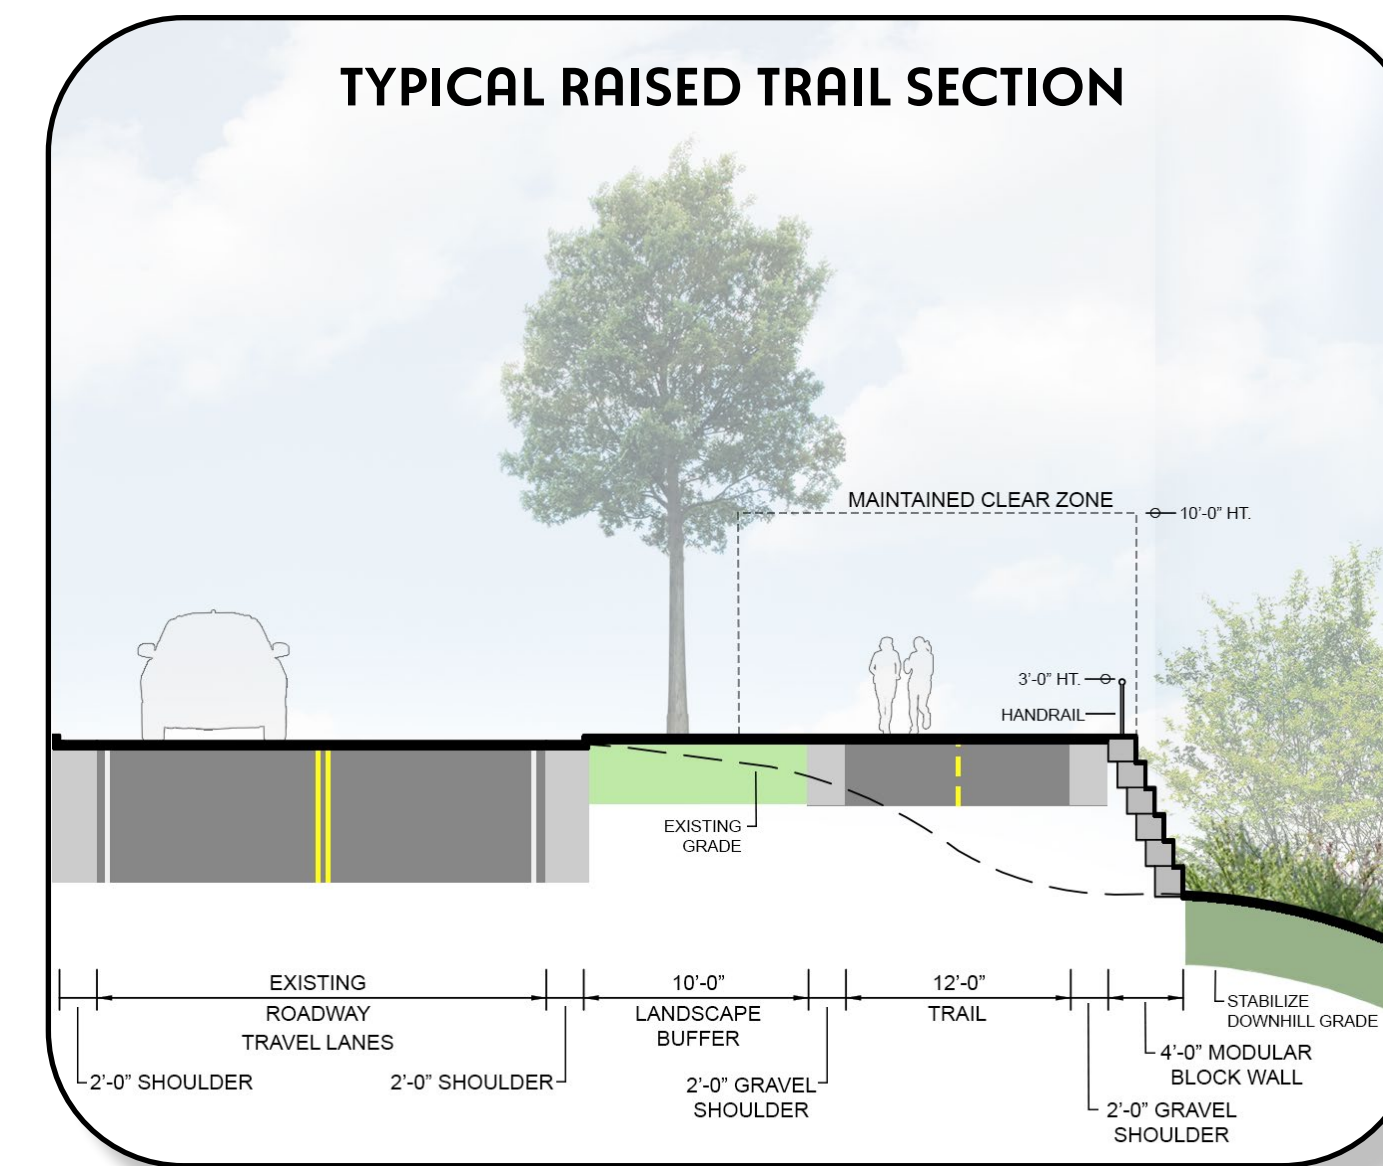 TYPICAL RAISED TRAIL SECTION
MAINTAINED CLEAR ZONE
10’-0” HT.
3’-0” HT.
HANDRAIL
EXISTING
GRADE
EXISTING
ROADWAY
TRAVEL LANES
10’-0”
LANDSCAPE
BUFFER
12’-0”
TRAIL
STABILIZE
DOWNHILL GRADE
2’-0” SHOULDER
2’-0” SHOULDER
2’-0” GRAVEL
SHOULDER
4’-0” MODULAR
BLOCK WALL
2’-0” GRAVEL
SHOULDER